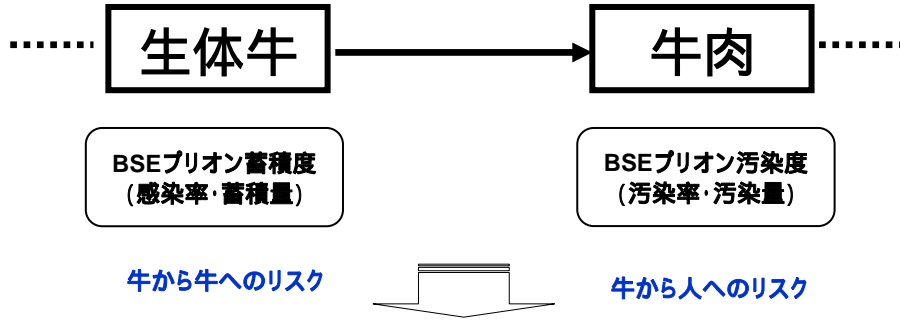 生体牛
牛肉
BSEプリオン蓄積度
(感染率・蓄積量)
BSEプリオン汚染度
(汚染率・汚染量)
牛から牛へのリスク
牛から人へのリスク